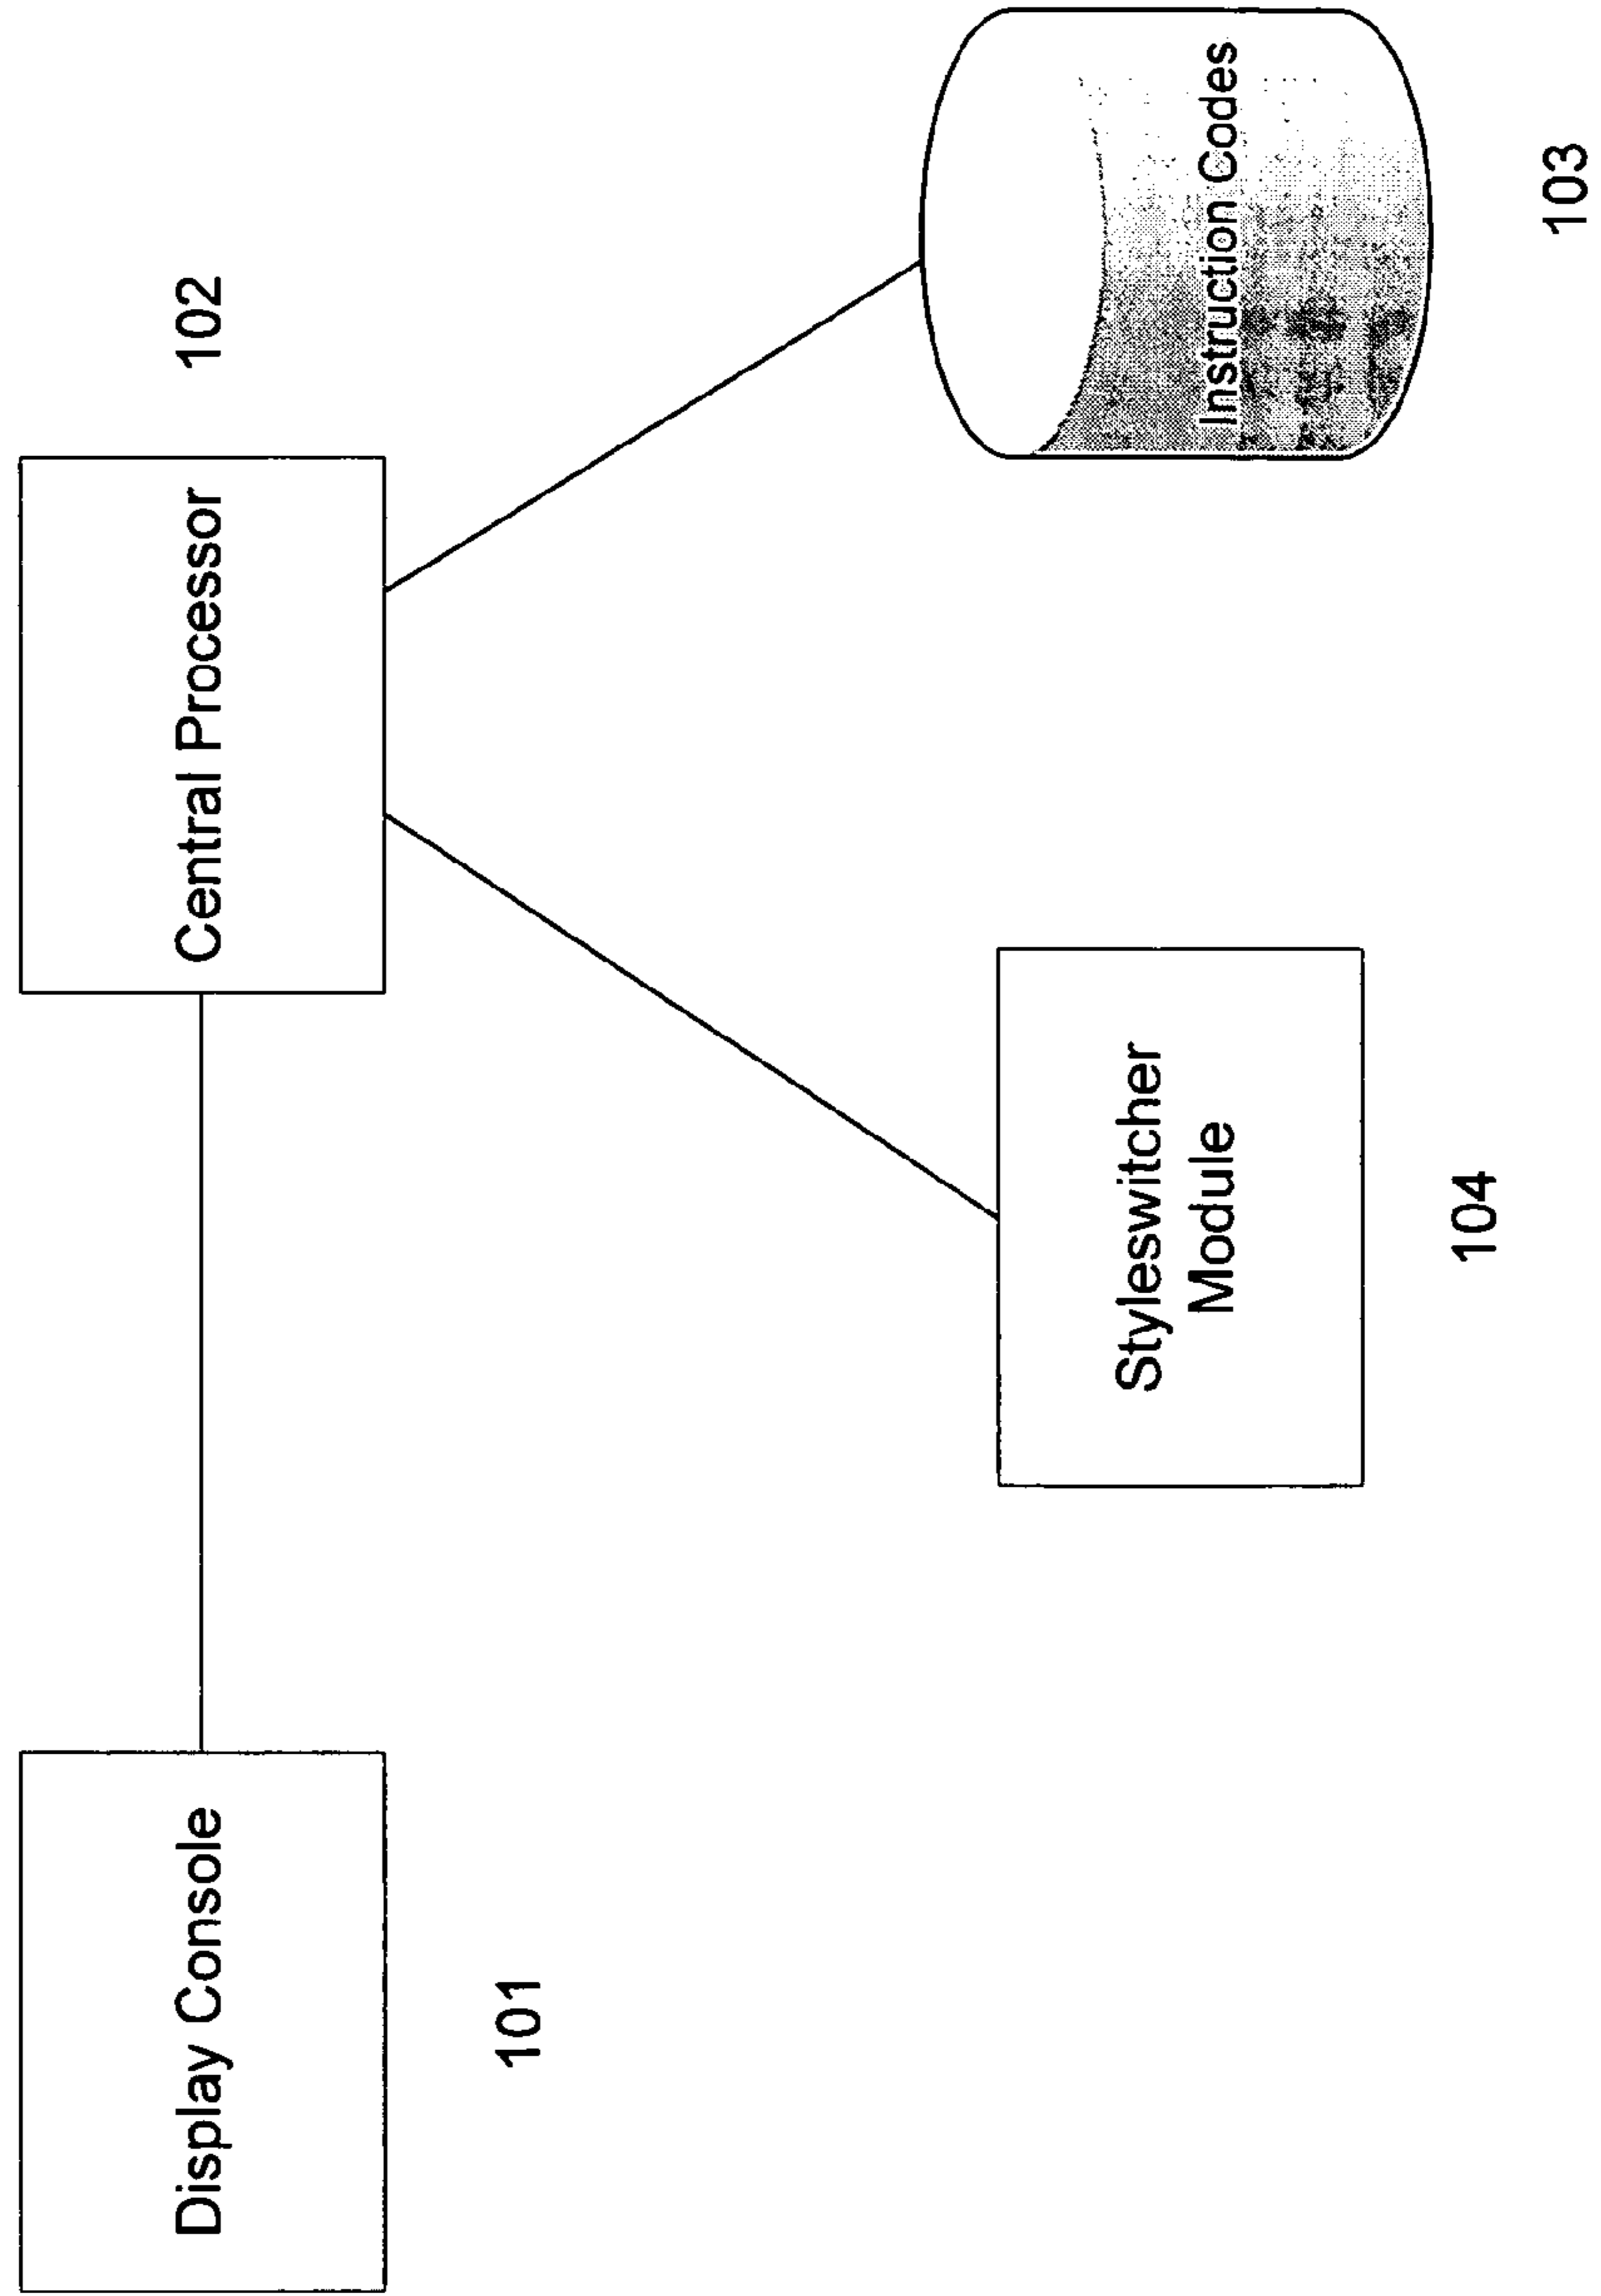 Display Console
101
Central Processor
102
Styleswitcher
Module
104
Instruction Codes
103